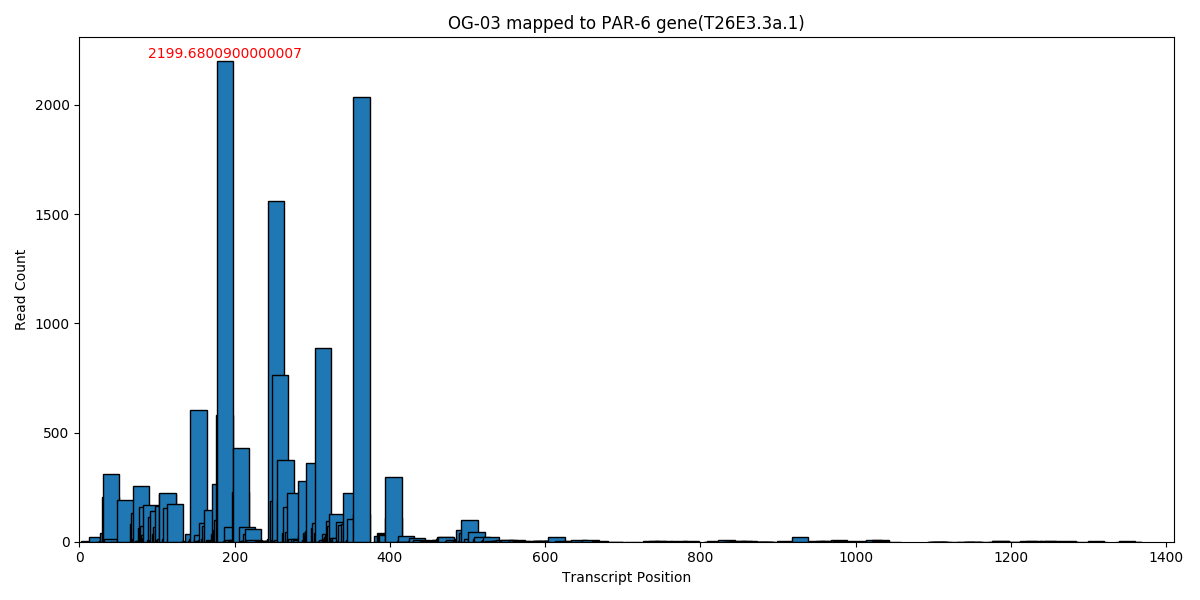 OG-03 mapped to PAR-6 gene(T26E3.3a.1)
2199.6800900000007
2000
1500
1000
500
0
Read Count
0 200 400 600 800 1000 1200 1400
Transcript Position